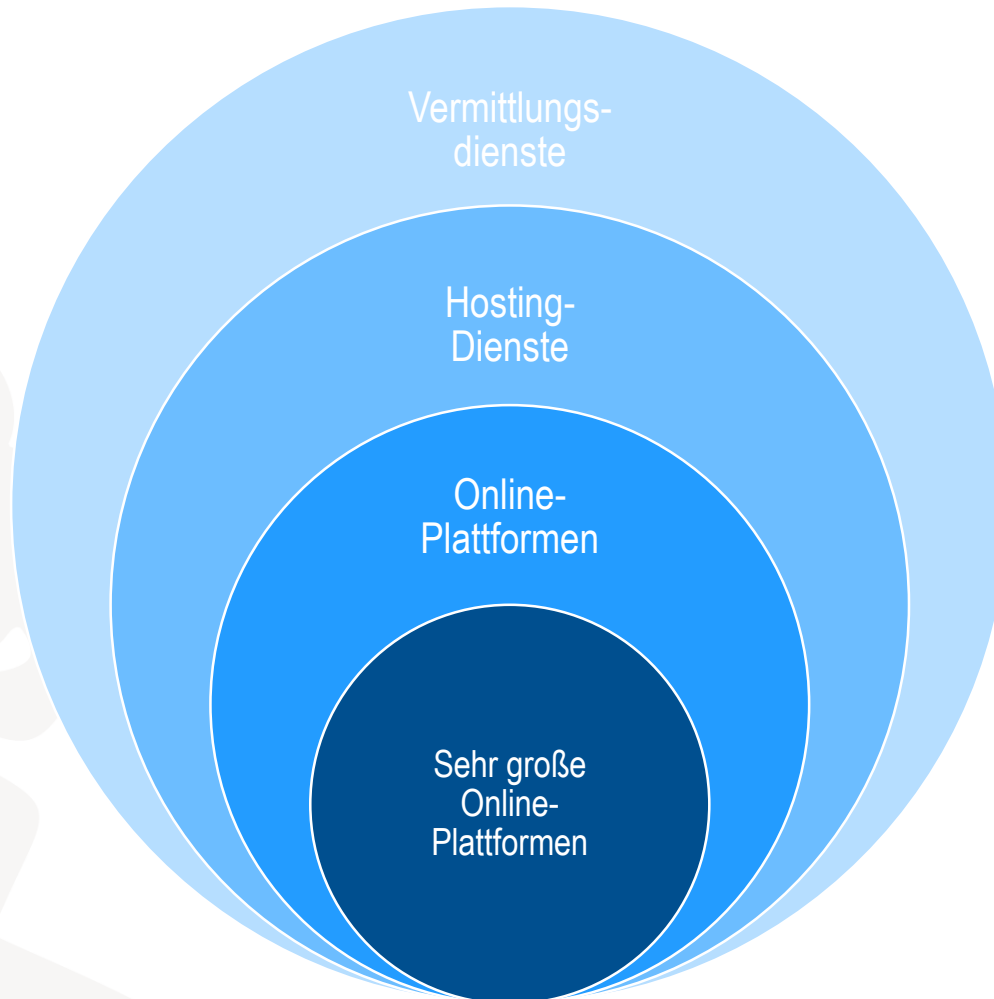 Vermittlungs-
dienste
Hosting-
Dienste
Online-
Plattformen
Sehr große
Online-
Plattformen